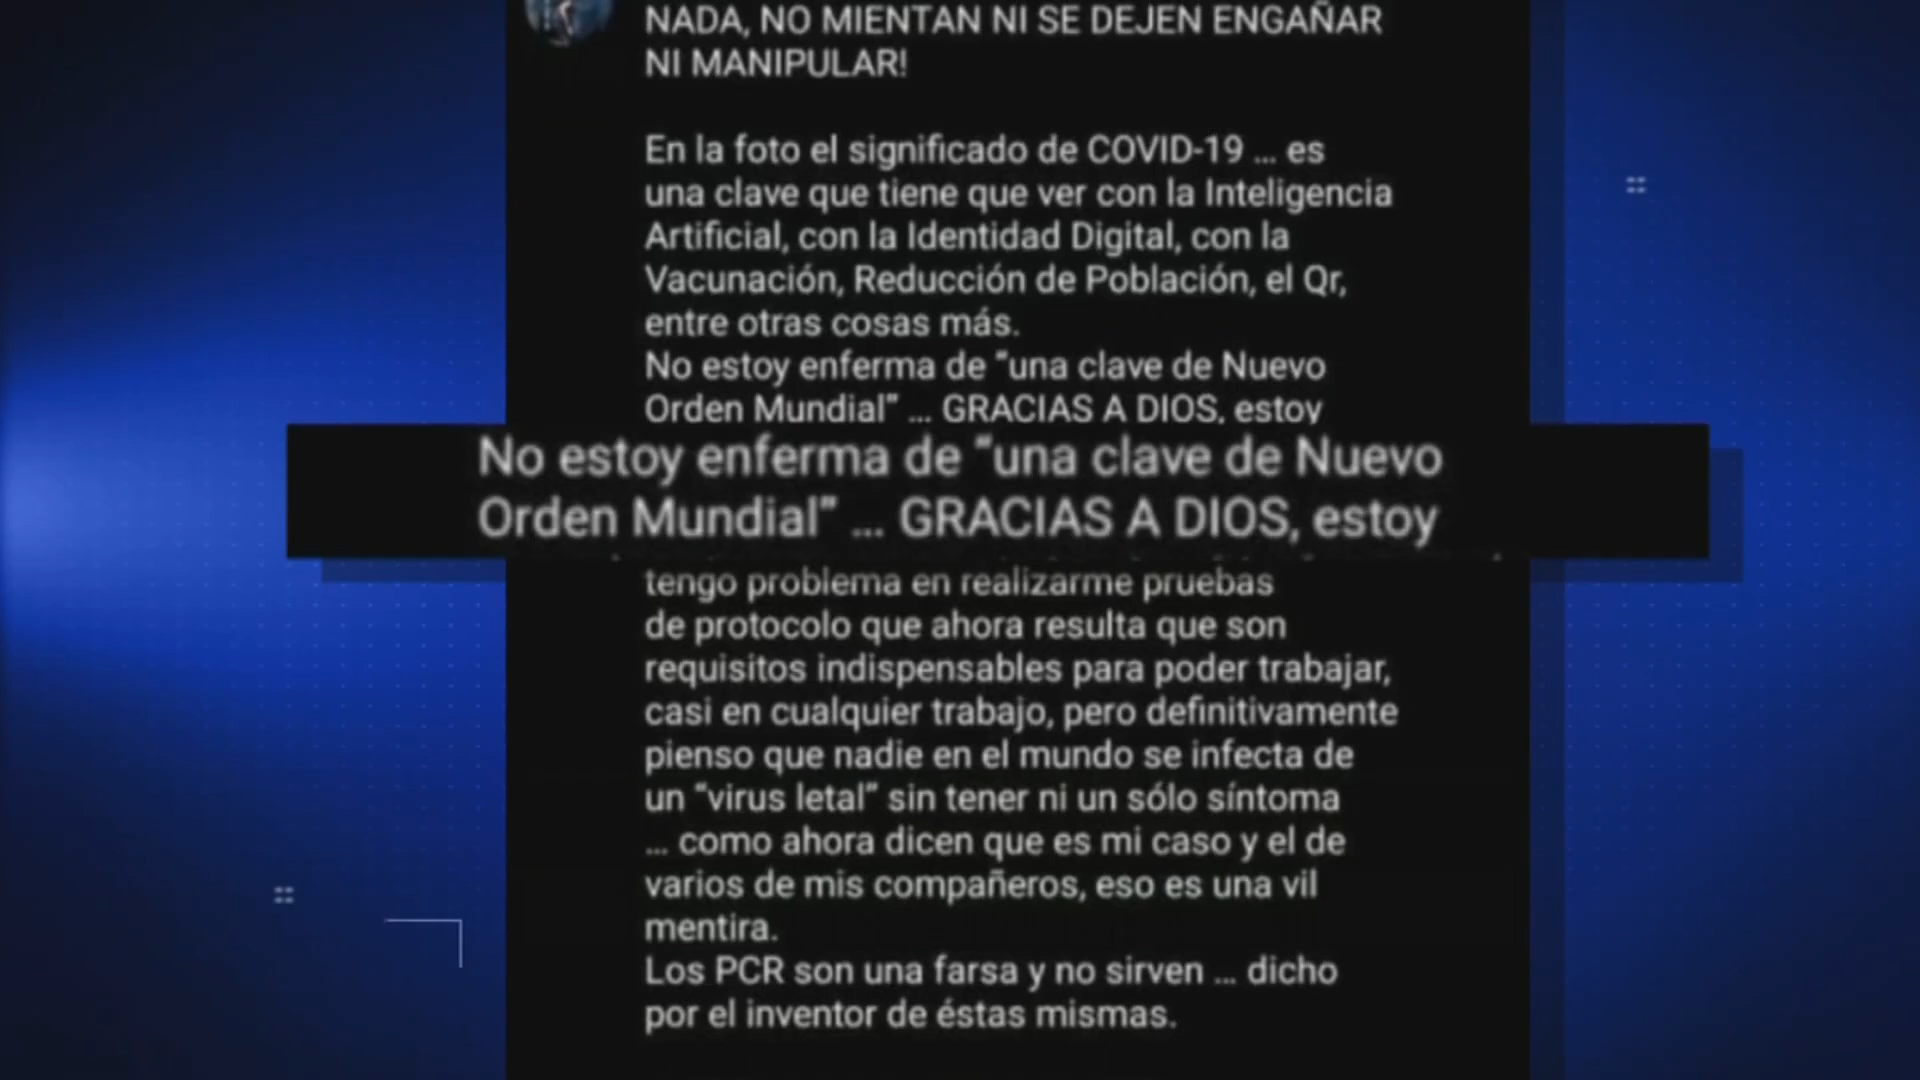 NADA, NO MIENTAN NI SE DEJEN ENGAÑAR
NI MANIPULAR!
En la foto el significado de COVID-19 ... es
una clave que tiene que ver con la Inteligencia
Artificial, con la Identidad Digital, con la
Vacunación, Reducción de Población, el Qr,
entre otras cosas más.
No estoy enferma de “una clave de Nuevo
Orden Mundial” ... GRACIAS A DIOS, estoy
No estoy enferma de “una clave de Nuevo
Orden Mundial” ... GRACIAS A DIOS, estoy
tengo problema en realizarme pruebas
de protocolo que ahora resulta que son
requisitos indispensables para poder trabajar,
casi en cualquier trabajo, pero definitivamente
pienso que nadie en el mundo se infecta de
un “virus letal” sin tener ni un sólo síntoma
... como ahora dicen que es mi caso y el de
varios de mis compañeros, eso es una vil
mentira.
Los PCR son una farsa y no sirven ... dicho
por el inventor de éstas mismas.